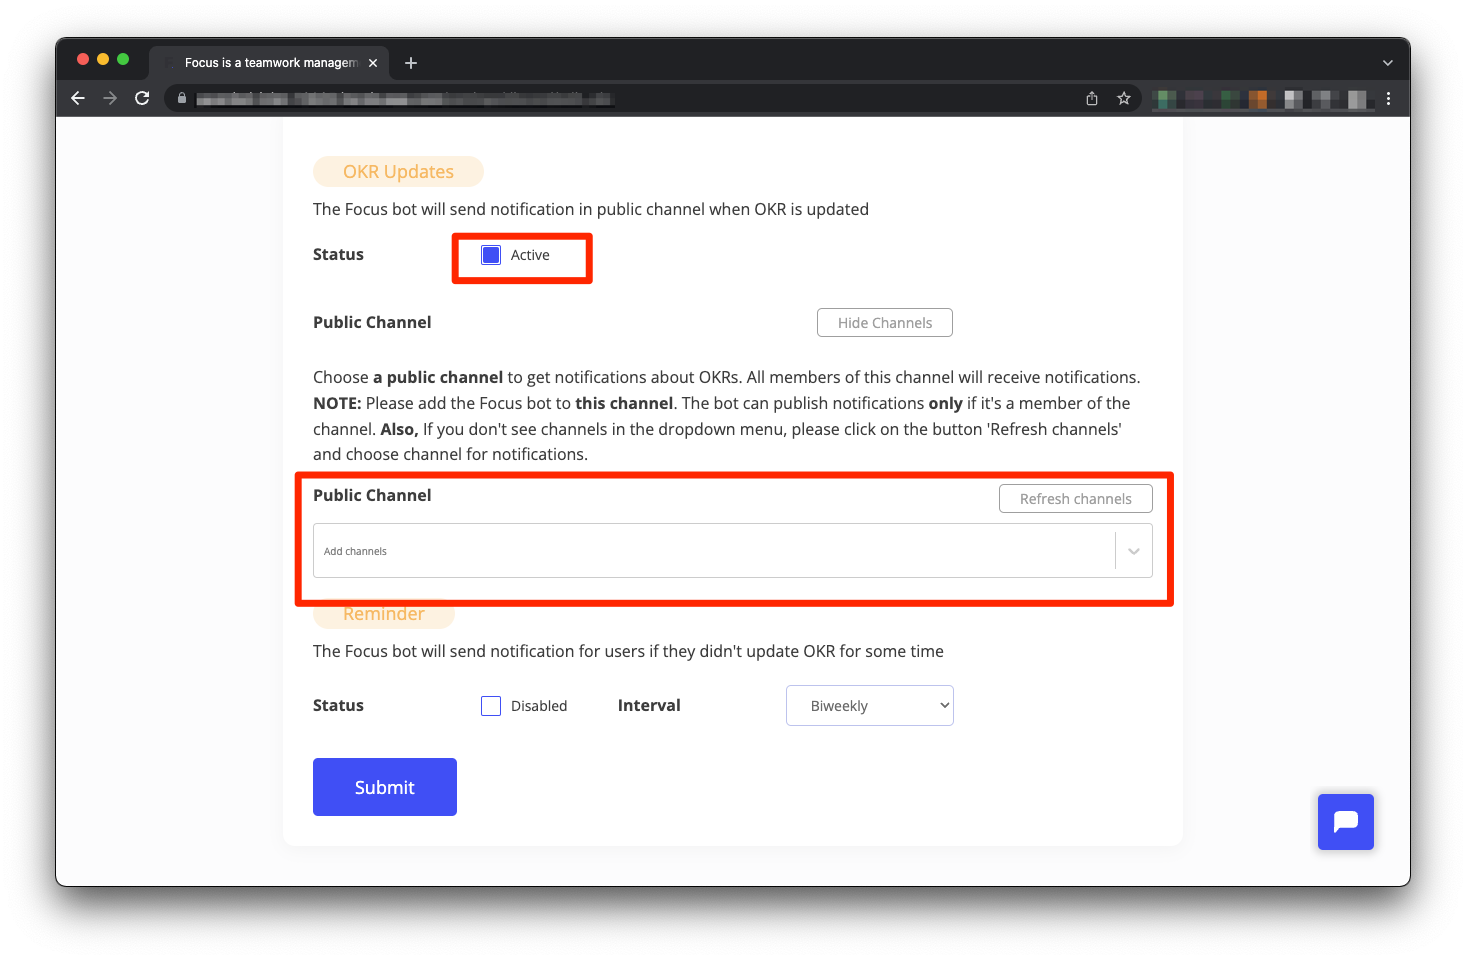 Focus is a teamwork managem
OKR Updates
The Focus bot will send notification in public channel when OKR is updated
Status
Active
Public Channel
Hide Channels
Choose a public channel to get notifications about OKRs. All members of this channel will receive notifications.
NOTE: Please add the Focus bot to this channel. The bot can publish notifications only if it's a member of the
channel. Also, If you don't see channels in the dropdown menu, please click on the button 'Refresh channels'
and choose channel for notifications.
Public Channel
Refresh channels
Add channels
Reminder
The Focus bot will send notification for users if they didn't update OKR for some time
Status
Disabled
Interval
Biweekly
Submit